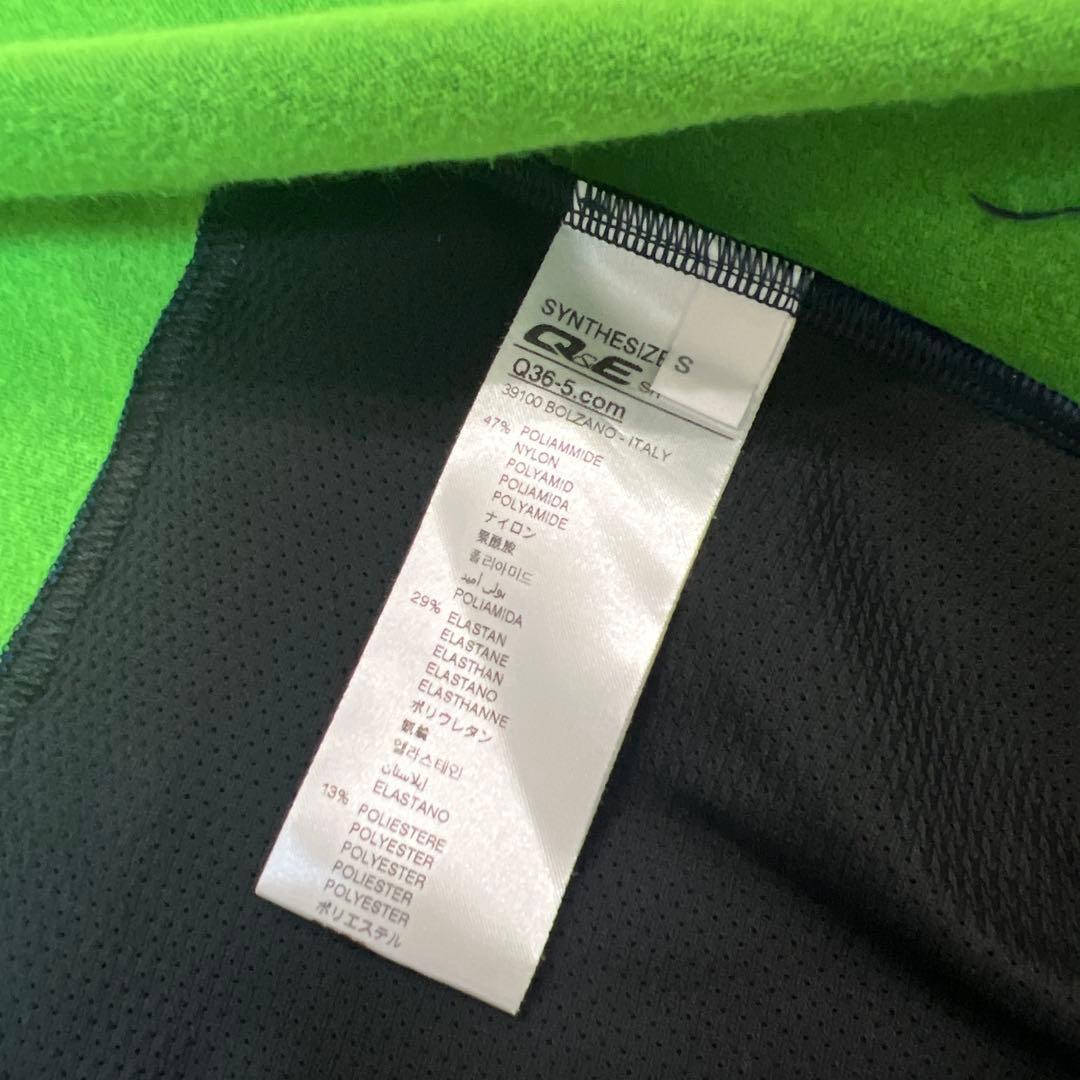 SYNTHESIZE
S
Q&E Srl
Q36-5.com
39100 BOLZANO - ITALY
47% POLIAMMIDE
NYLON
POLYAMID
POLIAMIDA
POLYAMIDE
ナイロン
聚酰胺
폴리아미드
بولي أميد
POLIAMIDA
29% ELASTAN
ELASTANE
ELASTHAN
ELASTANO
ELASTHANNE
ポリウレタン
氨纶
엘라스테인
إيلاستان
ELASTANO
13% POLIESTERE
POLYESTER
POLYESTER
POLIESTER
POLYESTER
ポリエステル